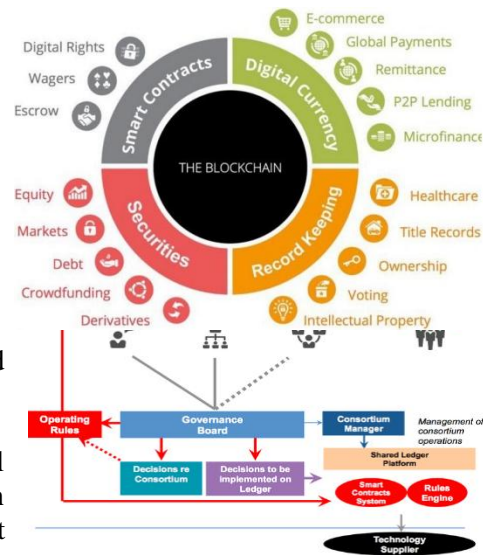 Smart Contracts
Digital Rights
Wagers
Escrow
Digital Currency
E-commerce
Global Payments
Remittance
P2P Lending
Microfinance
THE BLOCKCHAIN
Securities
Equity
Markets
Debt
Crowdfunding
Derivatives
Record Keeping
Healthcare
Title Records
Ownership
Voting
Intellectual Property
Operating
Rules
Governance
Board
Consortium
Manager
Management of
consortium
operations
Shared Ledger
Platform
Decisions re
Consortium
Decisions to be
implemented on
Ledger
Smart
Contracts
System
Rules
Engine
Technology
Supplier